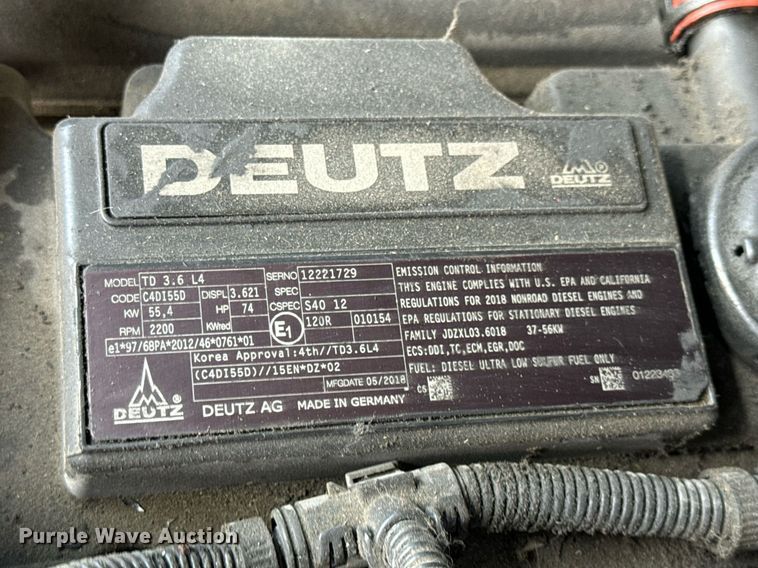 DEUTZ
DEUTZ
MODEL TD 3.6 L4 SERNO 12221729
CODE C4DI55D DISPL 3.621 SPEC
KW 55,4 HP 74 CSPEC S40 12
RPM 2200 KWred E1 120R 010154
e1*97/68PA*2012/46*0761*01
Korea Approval:4th//TD3.6L4
(C4DI55D)//15EN*DZ*02
MFGDATE 05/2018
DEUTZ DEUTZ AG MADE IN GERMANY
EMISSION CONTROL INFORMATION
THIS ENGINE COMPLIES WITH U.S. EPA AND CALIFORNIA
REGULATIONS FOR 2018 NONROAD DIESEL ENGINES AND
EPA REGULATIONS FOR STATIONARY DIESEL ENGINES
FAMILY JDZXL03.6018 37-56KW
ECS:DDI,TC,ECM,EGR,DOC
FUEL: DIESEL ULTRA LOW SULFUR FUEL ONLY
CS SN
Purple Wave Auction